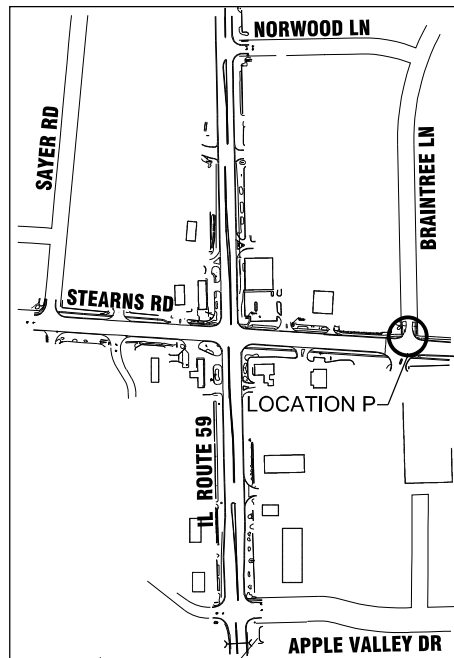 NORWOOD LN
SAYER RD
BRAINTREE LN
STEARNS RD
LOCATION P
IL ROUTE 59
APPLE VALLEY DR